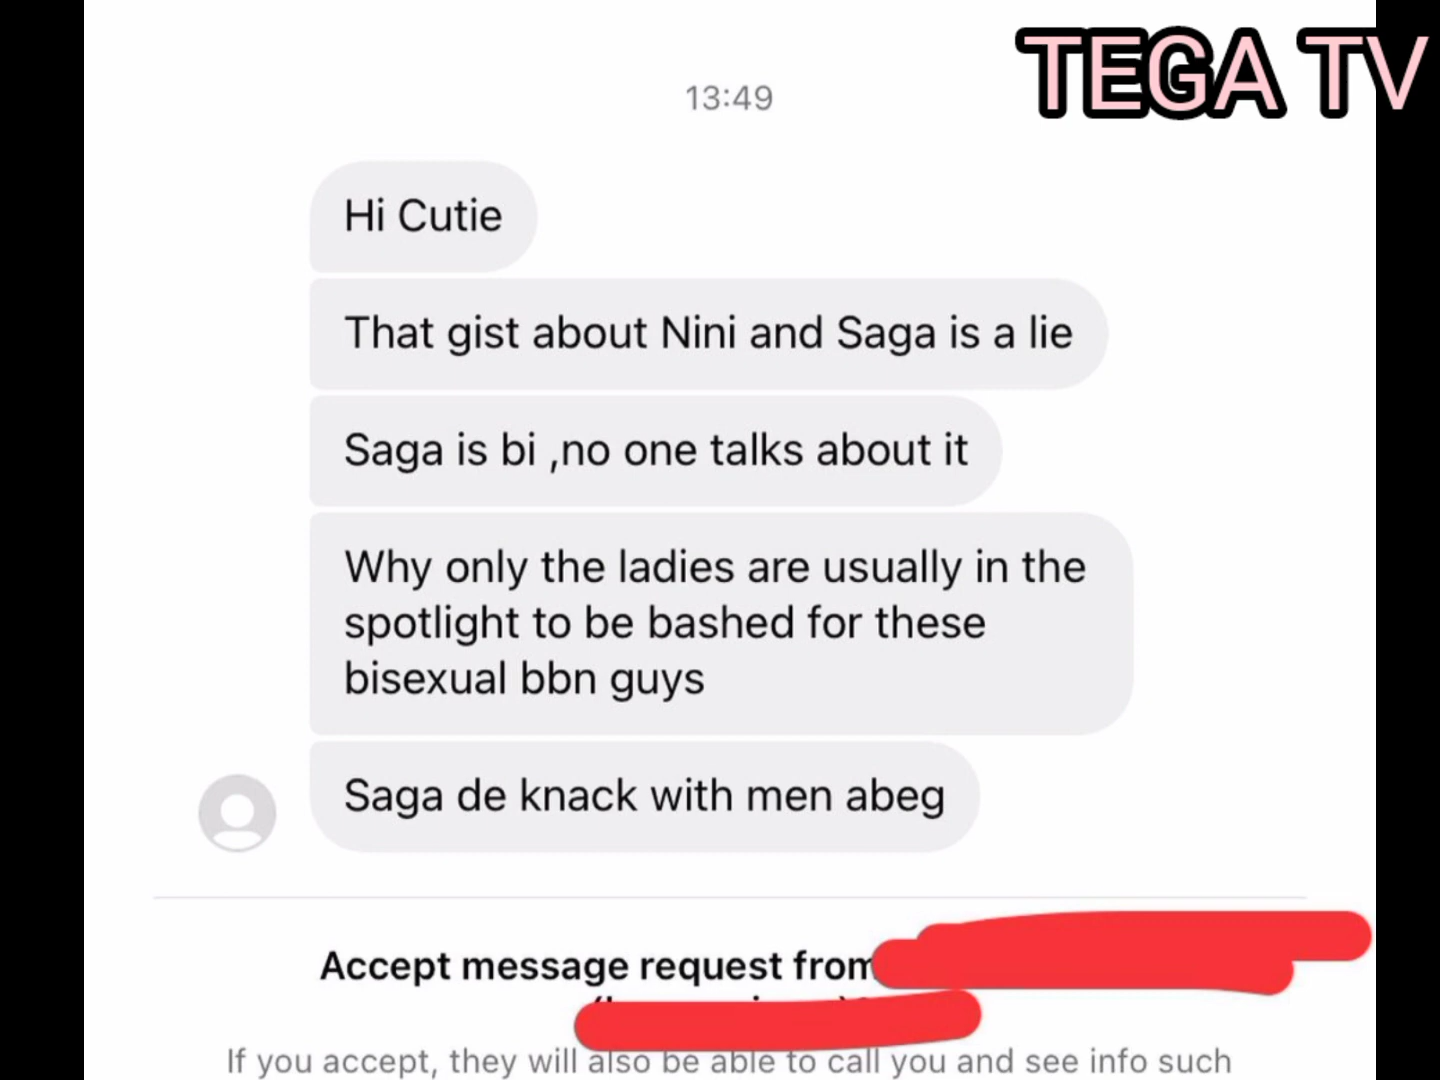 TEGA TV
13:49
Hi Cutie
That gist about Nini and Saga is a lie
Saga is bi ,no one talks about it
Why only the ladies are usually in the
spotlight to be bashed for these
bisexual bbn guys
Saga de knack with men abeg
Accept message request from
If you accept, they will also be able to call you and see info such